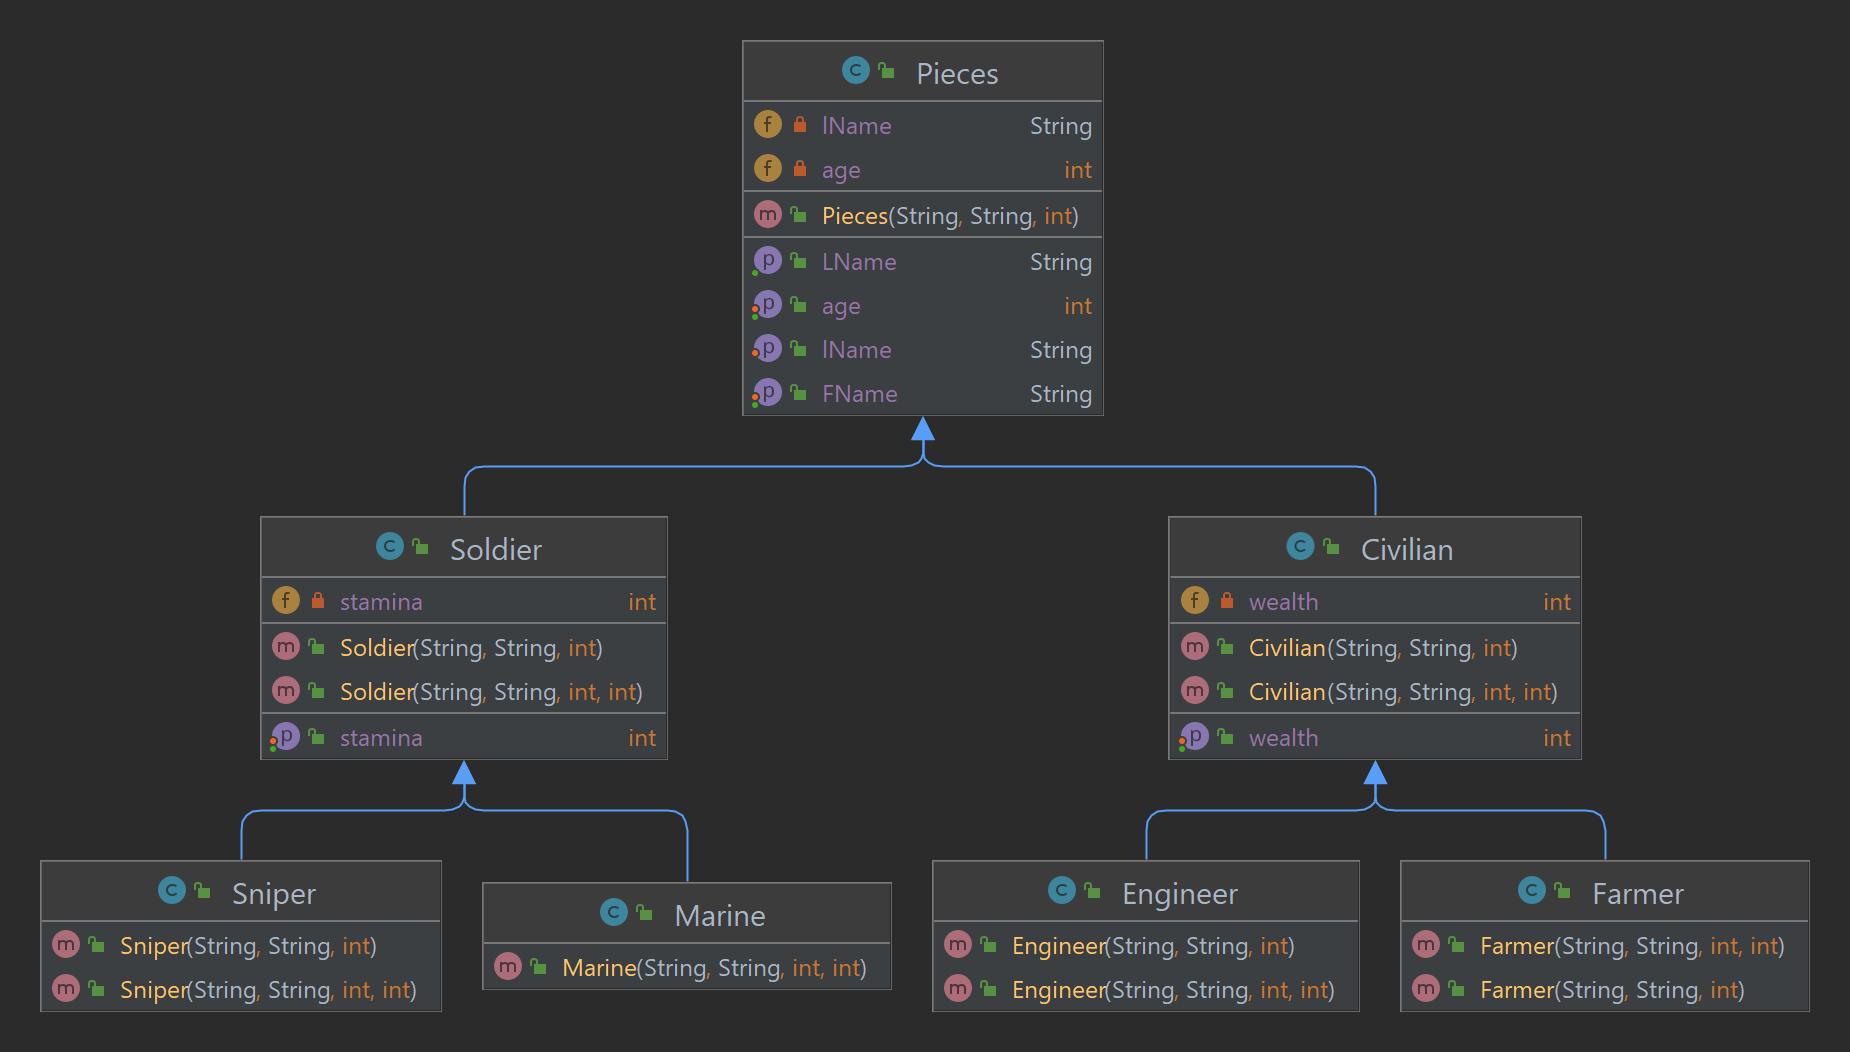 Pieces
lName String
age int
Pieces(String, String, int)
LName String
age int
lName String
FName String
Soldier
stamina int
Soldier(String, String, int)
Soldier(String, String, int, int)
stamina int
Civilian
wealth int
Civilian(String, String, int)
Civilian(String, String, int, int)
wealth int
Sniper
Sniper(String, String, int)
Sniper(String, String, int, int)
Marine
Marine(String, String, int, int)
Engineer
Engineer(String, String, int)
Engineer(String, String, int, int)
Farmer
Farmer(String, String, int, int)
Farmer(String, String, int)